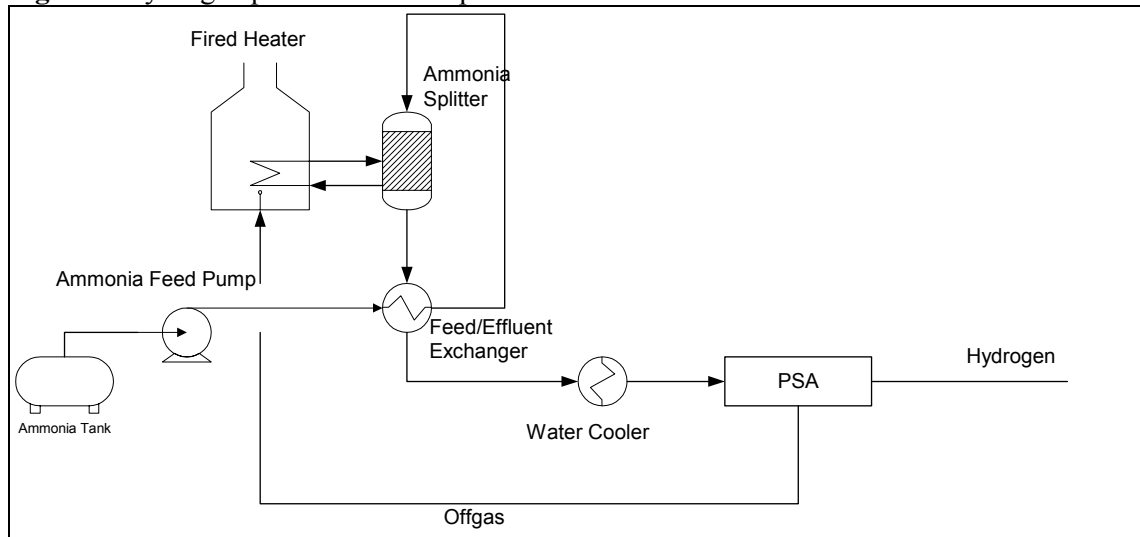 Fired Heater
Ammonia
Splitter
Ammonia Feed Pump
Feed/Effluent
Exchanger
Hydrogen
PSA
Ammonia Tank
Water Cooler
Offgas